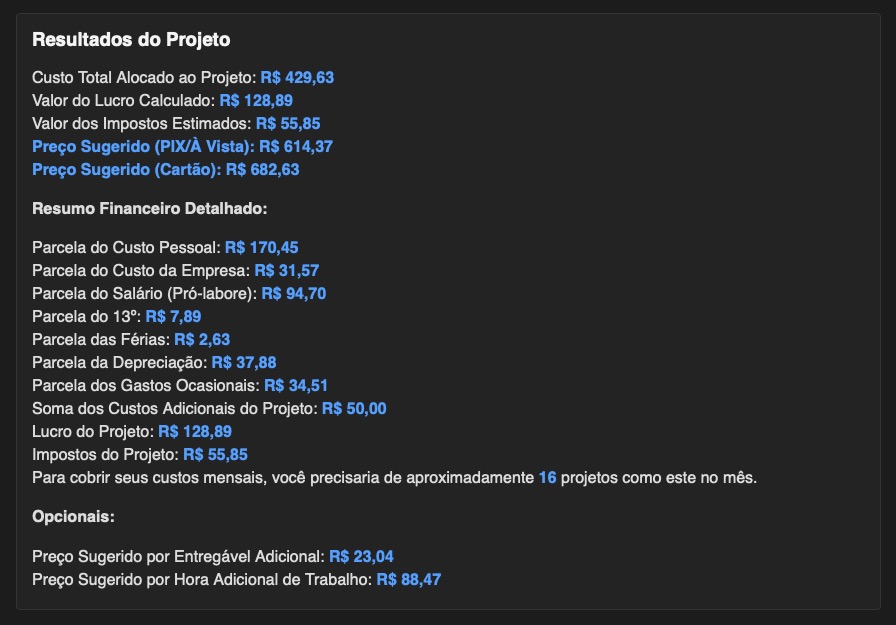 Resultados do Projeto
Custo Total Alocado ao Projeto: R$ 429,63
Valor do Lucro Calculado: R$ 128,89
Valor dos Impostos Estimados: R$ 55,85
Preço Sugerido (PIX/À Vista): R$ 614,37
Preço Sugerido (Cartão): R$ 682,63
Resumo Financeiro Detalhado:
Parcela do Custo Pessoal: R$ 170,45
Parcela do Custo da Empresa: R$ 31,57
Parcela do Salário (Pró-labore): R$ 94,70
Parcela do 13º: R$ 7,89
Parcela das Férias: R$ 2,63
Parcela da Depreciação: R$ 37,88
Parcela dos Gastos Ocasionais: R$ 34,51
Soma dos Custos Adicionais do Projeto: R$ 50,00
Lucro do Projeto: R$ 128,89
Impostos do Projeto: R$ 55,85
Para cobrir seus custos mensais, você precisaria de aproximadamente 16 projetos como este no mês.
Opcionais:
Preço Sugerido por Entregável Adicional: R$ 23,04
Preço Sugerido por Hora Adicional de Trabalho: R$ 88,47